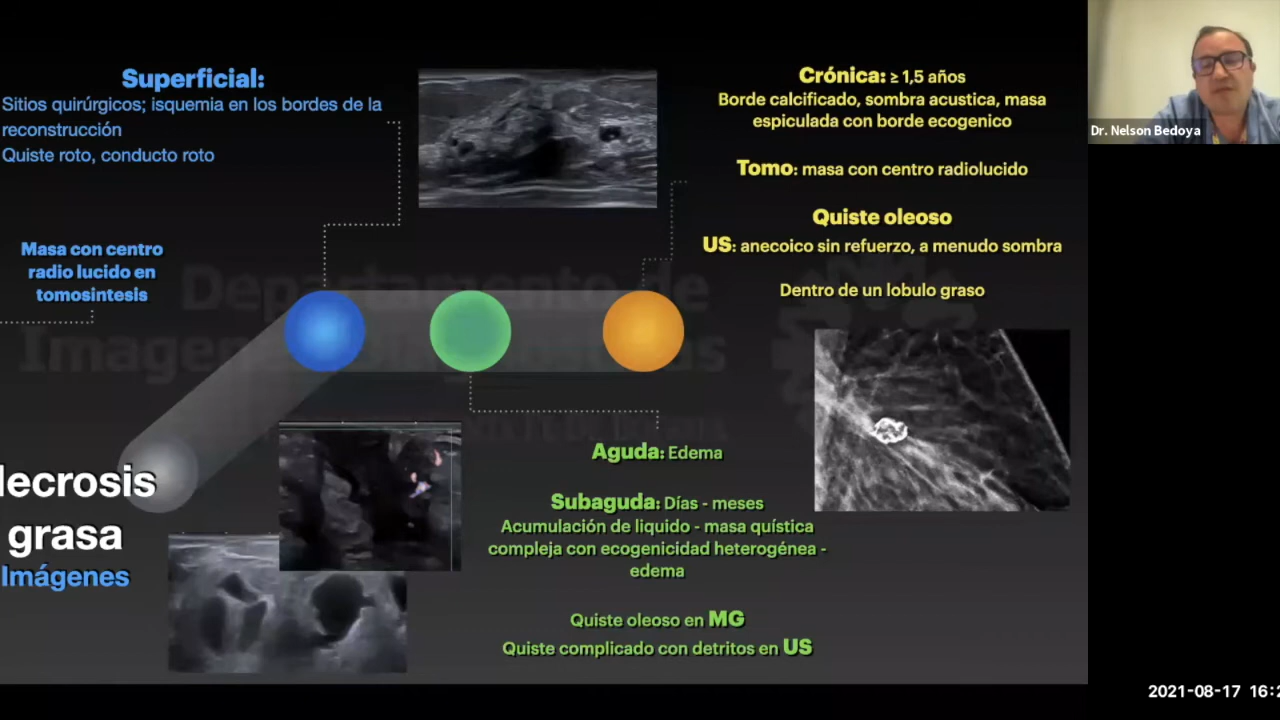 Superficial:
Sitios quirúrgicos; isquemia en los bordes de la
reconstrucción
Quiste roto, conducto roto
Masa con centro
radio lucido en
tomosintesis
ecrosis
grasa
Imágenes
Crónica: ≥ 1,5 años
Borde calcificado, sombra acustica, masa
espiculada con borde ecogenico
Tomo: masa con centro radiolucido
Quiste oleoso
US: anecoico sin refuerzo, a menudo sombra
Dentro de un lobulo graso
Aguda: Edema
Subaguda: Días - meses
Acumulación de liquido - masa quística
compleja con ecogenicidad heterogénea -
edema
Quiste oleoso en MG
Quiste complicado con detritos en US
Departamento de
Dr. Nelson Bedoya
2021-08-17 16:2